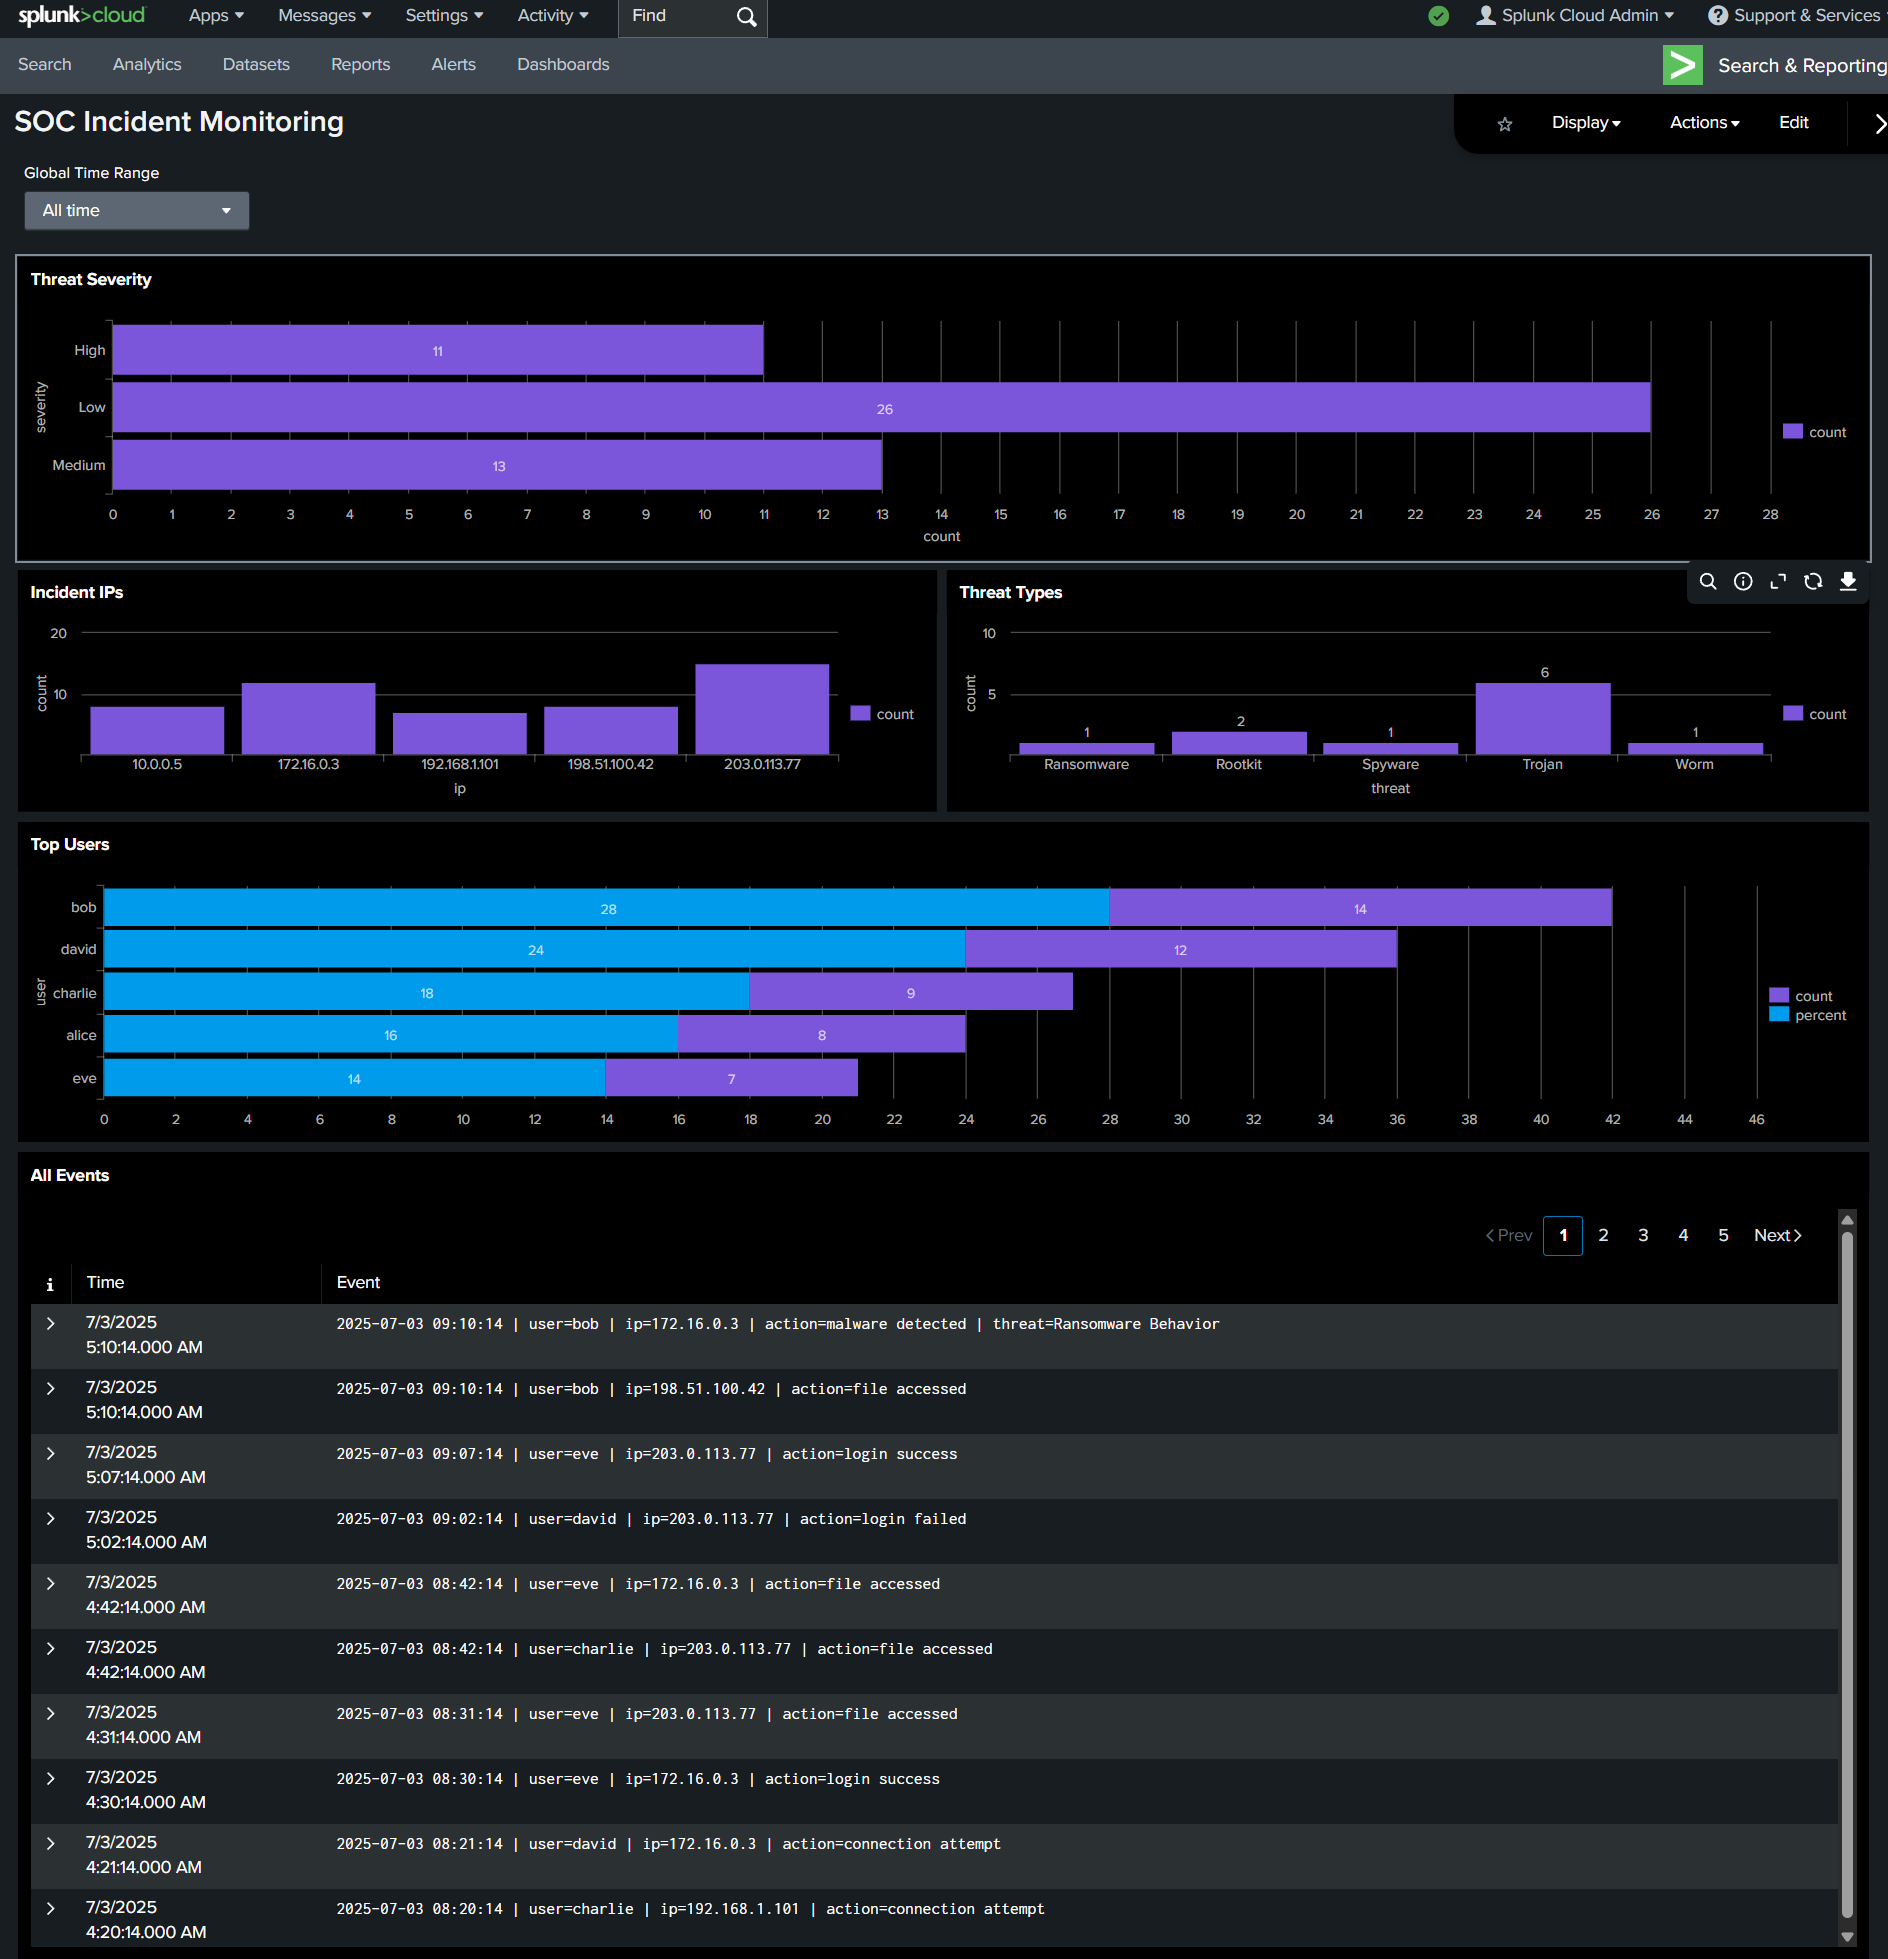 splunk>cloud Apps Messages Settings Activity Find Splunk Cloud Admin Support & Services
Search Analytics Datasets Reports Alerts Dashboards Search & Reporting
SOC Incident Monitoring
Display Actions Edit
Global Time Range
All time
Threat Severity
severity
High 11
Low 26
Medium 13
count
0 1 2 3 4 5 6 7 8 9 10 11 12 13 14 15 16 17 18 19 20 21 22 23 24 25 26 27 28
count
Incident IPs
20
10
count
count
10.0.0.5 172.16.0.3 192.168.1.101 198.51.100.42 203.0.113.77
ip
Threat Types
10
5
count
1 2 1 6 1
count
Ransomware Rootkit Spyware Trojan Worm
threat
Top Users
user
bob 28 14
david 24 12
charlie 18 9
alice 16 8
eve 14 7
count
percent
0 2 4 6 8 10 12 14 16 18 20 22 24 26 28 30 32 34 36 38 40 42 44 46
All Events
Prev 1 2 3 4 5 Next
i Time Event
7/3/2025
5:10:14.000 AM
2025-07-03 09:10:14 | user=bob | ip=172.16.0.3 | action=malware detected | threat=Ransomware Behavior
7/3/2025
5:10:14.000 AM
2025-07-03 09:10:14 | user=bob | ip=198.51.100.42 | action=file accessed
7/3/2025
5:07:14.000 AM
2025-07-03 09:07:14 | user=eve | ip=203.0.113.77 | action=login success
7/3/2025
5:02:14.000 AM
2025-07-03 09:02:14 | user=david | ip=203.0.113.77 | action=login failed
7/3/2025
4:42:14.000 AM
2025-07-03 08:42:14 | user=eve | ip=172.16.0.3 | action=file accessed
7/3/2025
4:42:14.000 AM
2025-07-03 08:42:14 | user=charlie | ip=203.0.113.77 | action=file accessed
7/3/2025
4:31:14.000 AM
2025-07-03 08:31:14 | user=eve | ip=203.0.113.77 | action=file accessed
7/3/2025
4:30:14.000 AM
2025-07-03 08:30:14 | user=eve | ip=172.16.0.3 | action=login success
7/3/2025
4:21:14.000 AM
2025-07-03 08:21:14 | user=david | ip=172.16.0.3 | action=connection attempt
7/3/2025
4:20:14.000 AM
2025-07-03 08:20:14 | user=charlie | ip=192.168.1.101 | action=connection attempt